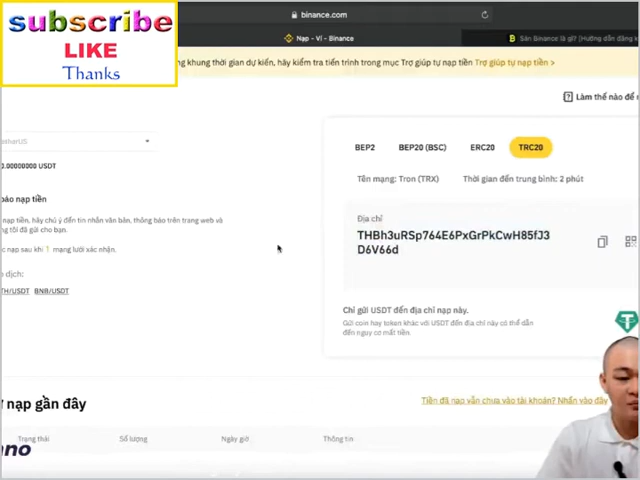 subscribe
LIKE
Thanks
binance.com
Nạp - Ví - Binance
Sàn Binance là gì? [Hướng dẫn đăng k
ng khung thời gian dự kiến, hãy kiểm tra tiến trình trong mục Trợ giúp tự nạp tiền Trợ giúp tự nạp tiền >
Làm thế nào để n
0.00000000 USDT
BEP2 BEP20 (BSC) ERC20 TRC20
Tên mạng: Tron (TRX) Thời gian đến trung bình: 2 phút
báo nạp tiền
nạp tiền, hãy chú ý đến tin nhắn văn bản, thông báo trên trang web và
ng tôi đã gửi cho bạn.
Địa chỉ
THBh3uRSp764E6PxGrPkCwH85fJ3
D6V66d
c nạp sau khi 1 mạng lưới xác nhận.
o dịch:
TH/USDT BNB/USDT
Chỉ gửi USDT đến địa chỉ nạp này.
Gửi coin hay token khác với USDT đến địa chỉ này có thể dẫn
đến nguy cơ mất tiền.
nạp gần đây
Tiền đã nạp vẫn chưa vào tài khoản? Nhấn vào đây
Trạng thái Số lượng Ngày giờ Thông tin
ano